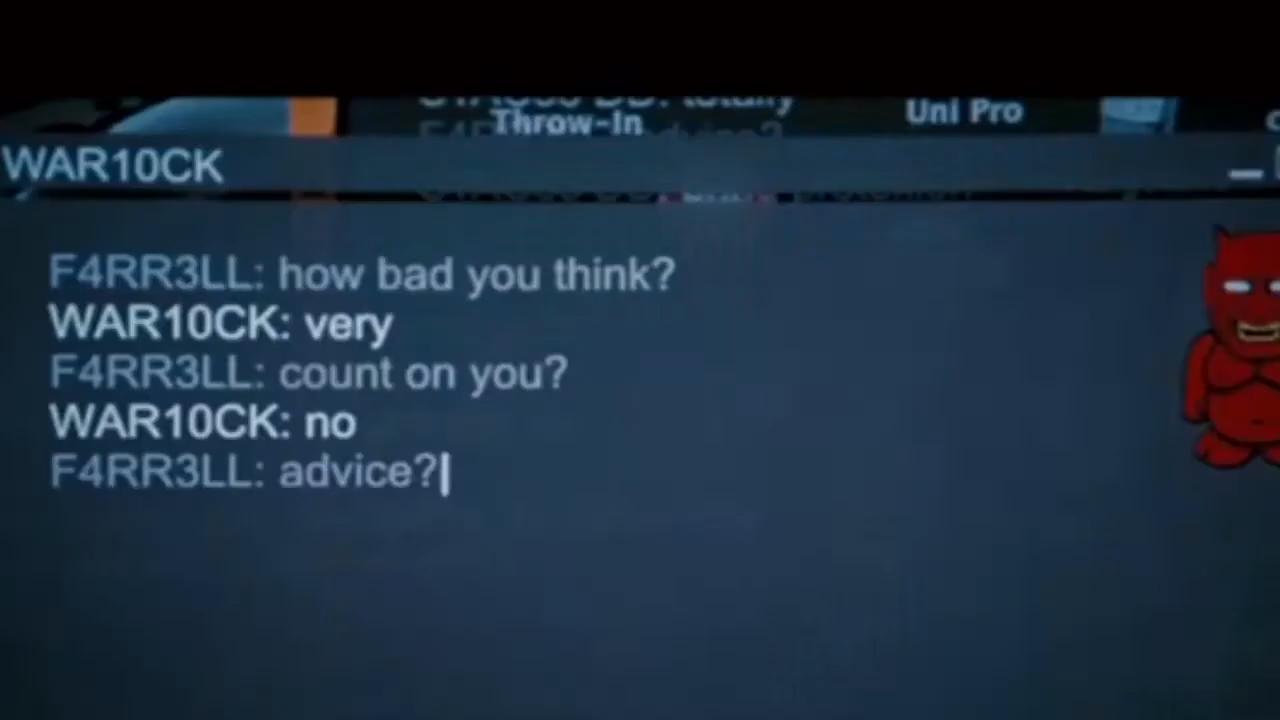 totally
Throw-In
Uni Pro
WAR10CK
F4RR3LL: how bad you think?
WAR10CK: very
F4RR3LL: count on you?
WAR10CK: no
F4RR3LL: advice?